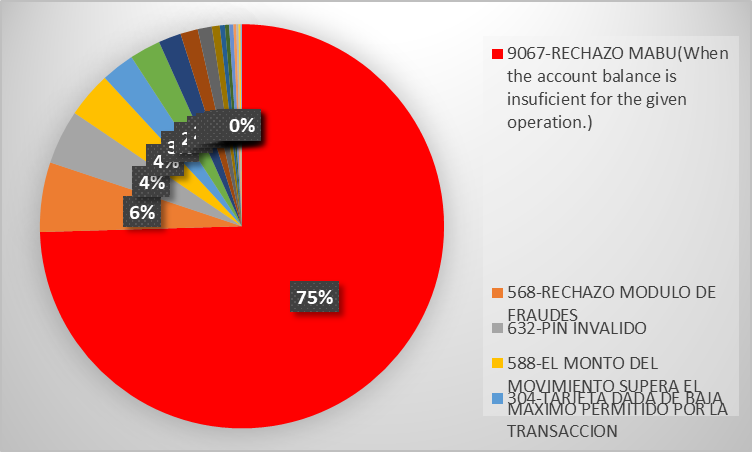 9067-RECHAZO MABU(When
the account balance is
insuficient for the given
operation.)
0%
3%
4%
4%
6%
75%
568-RECHAZO MODULO DE
FRAUDES
632-PIN INVALIDO
588-EL MONTO DEL
MOVIMIENTO SUPERA EL
304-TARJETA DADA DE BAJA
MAXIMO PERMITIDO POR LA
TRANSACCION